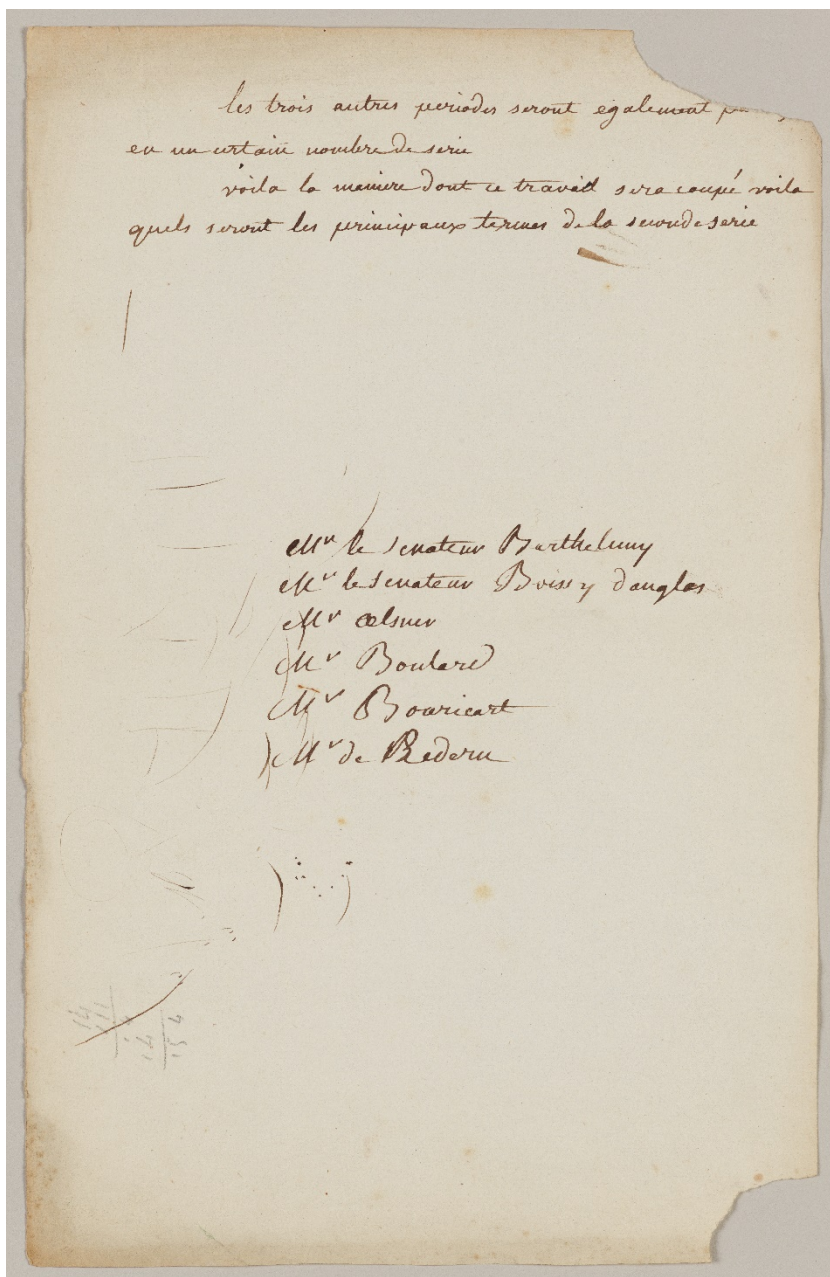 les trois autres periodes seront egalement
en un certain nombre de serie
voila la maniere dont ce travail sera coupé voila
quels seront les principaux termes de la seconde serie
Mr le senateur Barthelemy
Mr le senateur Boissy danglas
Mr œlsner
Mr Boulard
Mr Bouricart
Mr de Redern